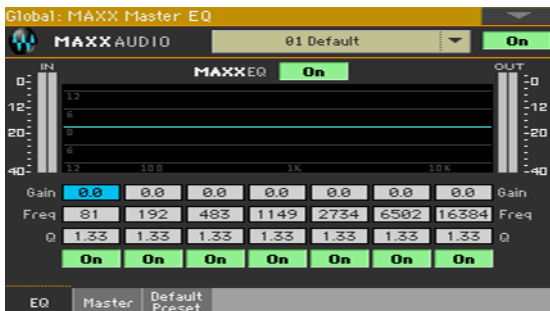 Global: MAXX Master EQ
MAXXAUDIO 01 Default On
IN MAXXEQ On OUT
0 0
12 12
12
6
20 0 20
6
40 12 100 1K 10K 40
Gain 0.0 0.0 0.0 0.0 0.0 0.0 0.0 Gain
Freq 81 192 483 1149 2734 6502 16384 Freq
Q 1.33 1.33 1.33 1.33 1.33 1.33 1.33 Q
On On On On On On On
EQ Master Default Preset